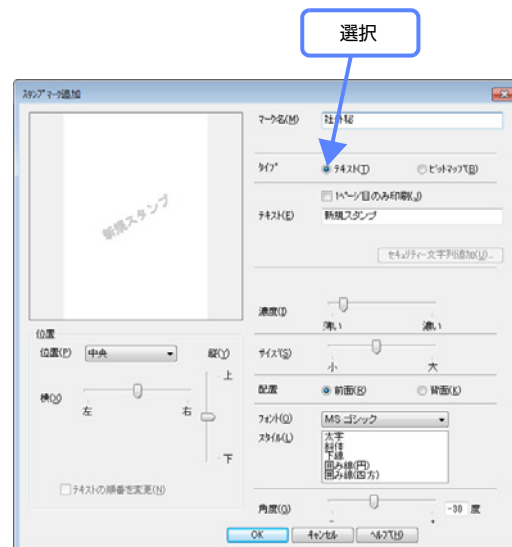 選択
スタンプマーク追加
マーク名(M)
社外秘
タイプ
テキスト(T)
ビットマップ(B)
1ページ目のみ印刷(J)
テキスト(E)
新規スタンプ
セキュリティー文字列追加(U)...
新規スタンプ
濃度(I)
薄い
濃い
位置
位置(P)
中央
縦(Y)
上
横(X)
左
右
下
サイズ(S)
小
大
配置
前面(R)
背面(K)
フォント(O)
MS ゴシック
スタイル(L)
太字
斜体
下線
囲み線(円)
囲み線(四方)
テキストの順番を変更(N)
角度(G)
-30 度
OK
キャンセル
ヘルプ(H)